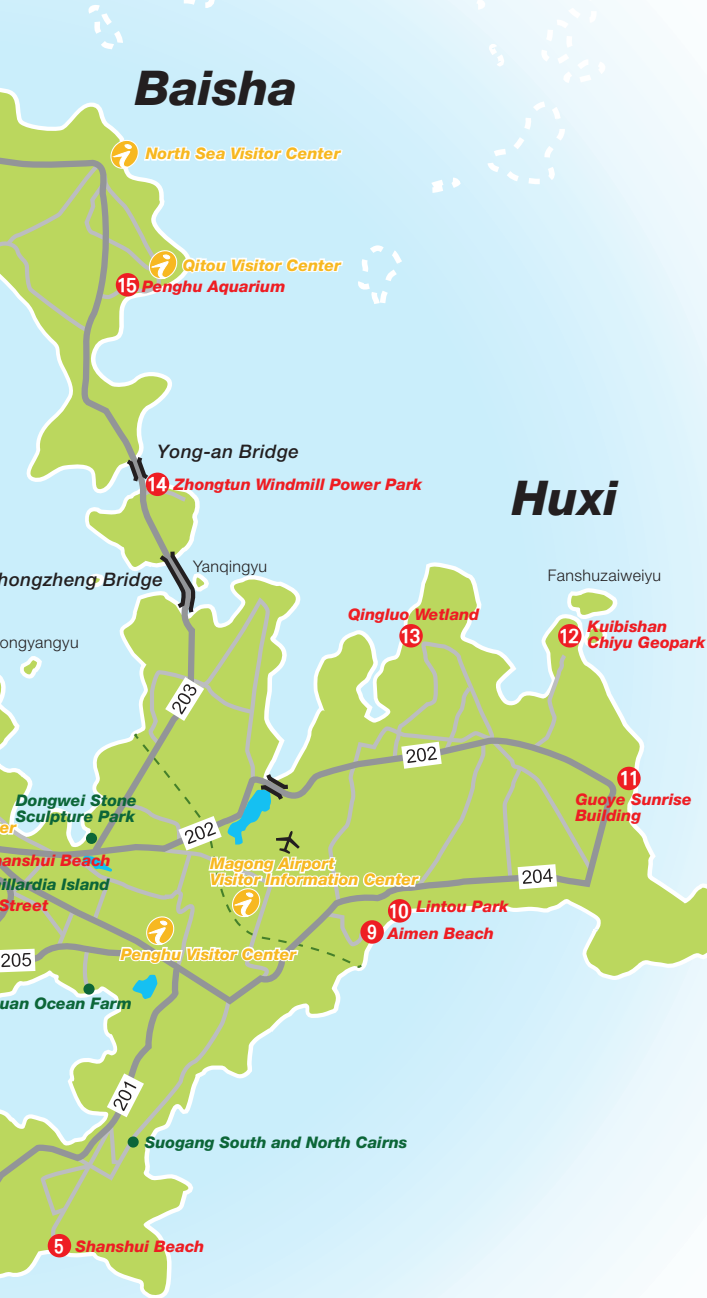 Baisha
North Sea Visitor Center
Qitou Visitor Center
15 Penghu Aquarium
Yong-an Bridge
14 Zhongtun Windmill Power Park
Huxi
hongzheng Bridge
Yanqingyu
Fanshuzaiweiyu
Qingluo Wetland
13
12 Kuibishan
Chiyu Geopark
ongyangyu
203
202
11
Guoye Sunrise
Building
Dongwei Stone
Sculpture Park
er
202
anshui Beach
Magong Airport
Visitor Information Center
illardia Island
204
Street
10 Lintou Park
9 Aimen Beach
Penghu Visitor Center
205
uan Ocean Farm
201
Suogang South and North Cairns
5 Shanshui Beach